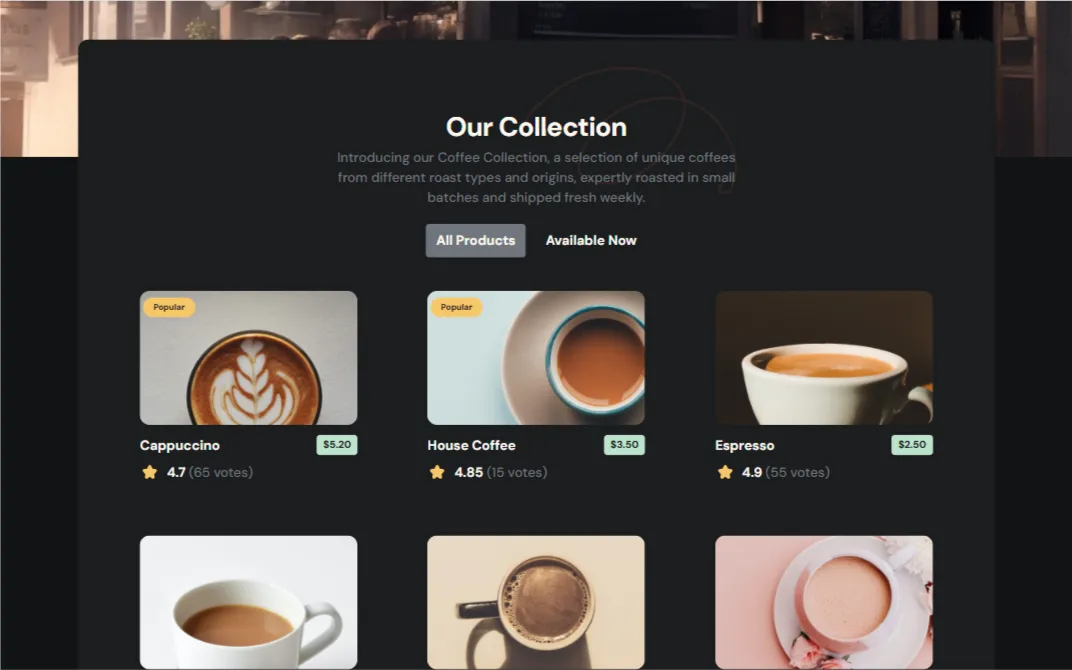 Our Collection
Introducing our Coffee Collection, a selection of unique coffees
from different roast types and origins, expertly roasted in small
batches and shipped fresh weekly.
All Products Available Now
Popular
Popular
Cappuccino $5.20
4.7 (65 votes)
House Coffee $3.50
4.85 (15 votes)
Espresso $2.50
4.9 (55 votes)